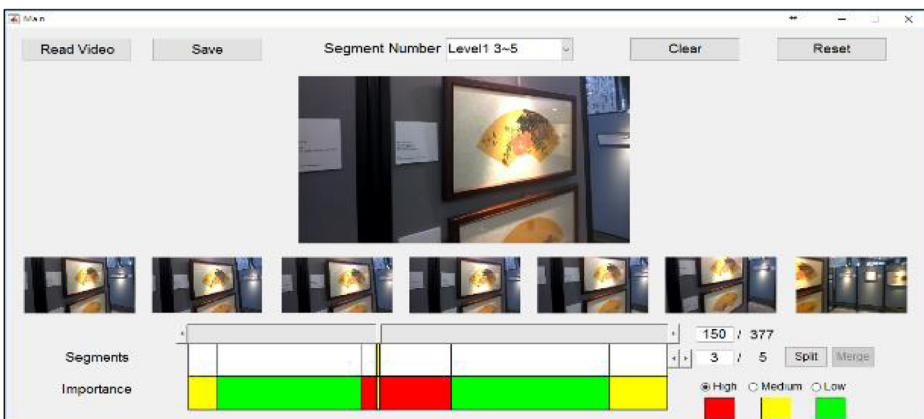 Main
Read Video
Save
Segment Number Level1 3~5
Clear
Reset
150 / 377
Segments
3 / 5
Split
Merge
Importance
High
Medium
Low